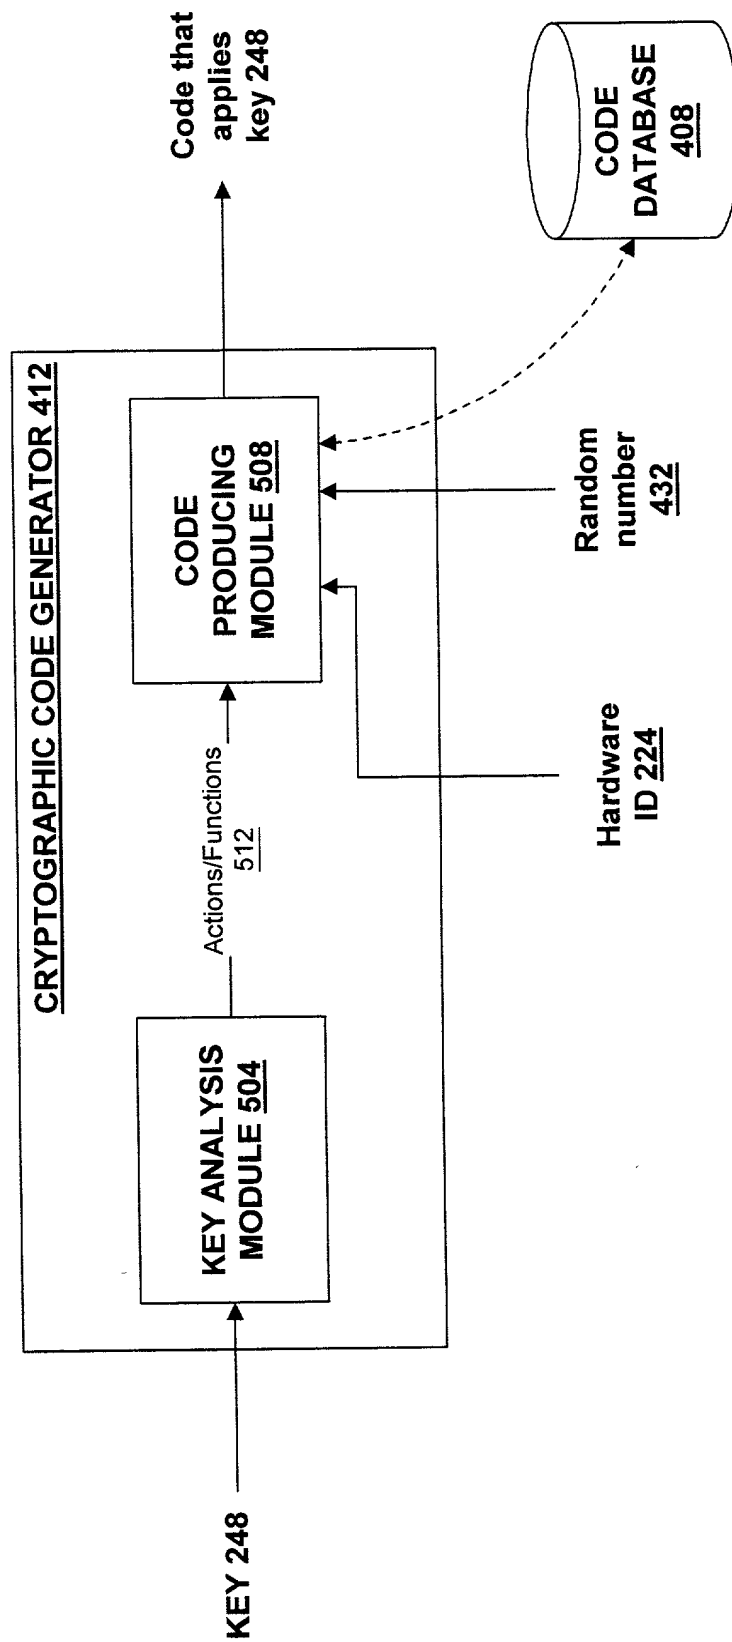 CRYPTOGRAPHIC CODE GENERATOR 412
KEY 248
KEY ANALYSIS
MODULE 504
Actions/Functions
512
CODE
PRODUCING
MODULE 508
Code that
applies
key 248
Hardware
ID 224
Random
number
432
CODE
DATABASE
408